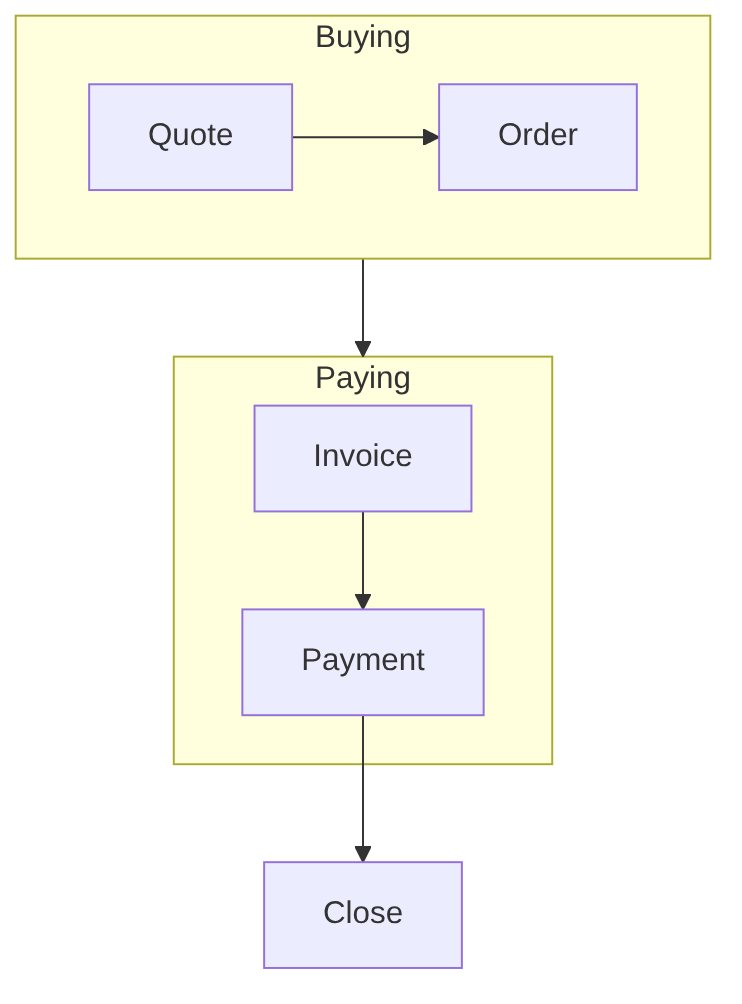 Buying
Quote
Order
Paying
Invoice
Payment
Close